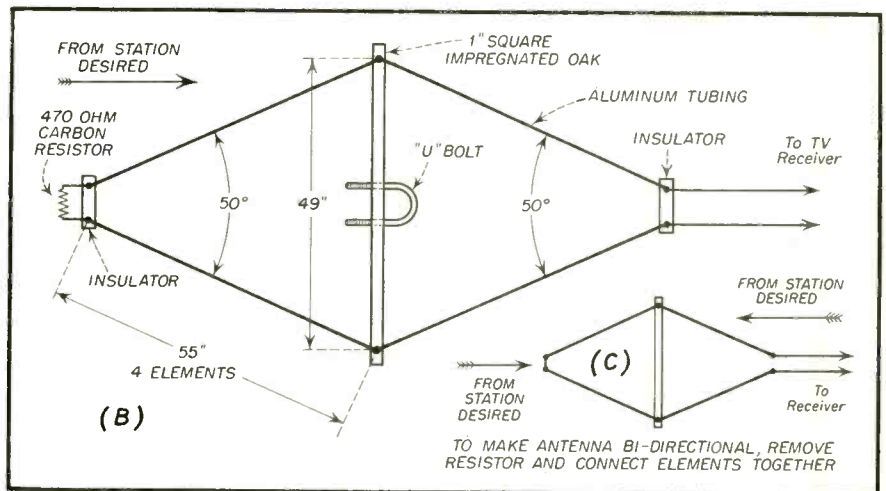 FROM STATION
DESIRED
1" SQUARE
IMPREGNATED OAK
ALUMINUM TUBING
470 OHM
CARBON
RESISTOR
"U" BOLT
INSULATOR
To TV
Receiver
50°
49"
50°
INSULATOR
55"
4 ELEMENTS
(B)
FROM STATION
DESIRED
(C)
FROM
STATION
DESIRED
To
Receiver
TO MAKE ANTENNA BI-DIRECTIONAL, REMOVE
RESISTOR AND CONNECT ELEMENTS TOGETHER